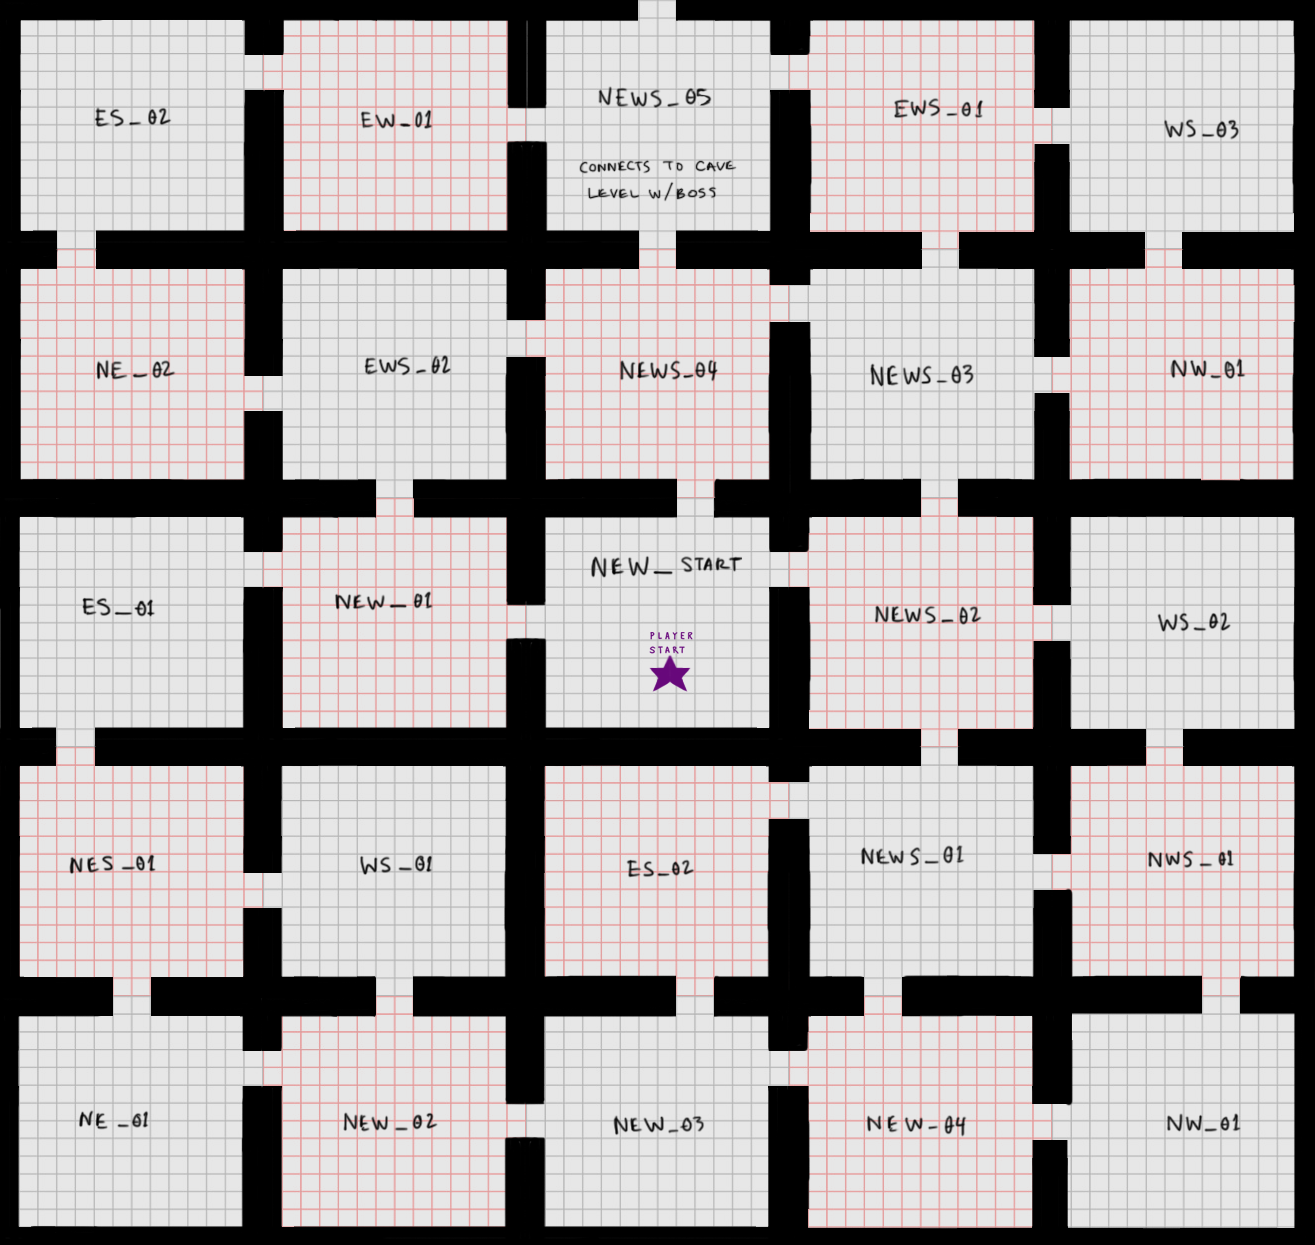 ES_02
EW_01
NEWS_05
CONNECTS TO CAVE
LEVEL W/BOSS
EWS_01
WS_03
NE_02
EWS_02
NEWS_04
NEWS_03
NW_01
ES_01
NEW_01
NEW_START
PLAYER
START
NEWS_02
WS_02
NES_01
WS_01
ES_02
NEWS_01
NWS_01
NE_01
NEW_02
NEW_03
NEW_04
NW_01